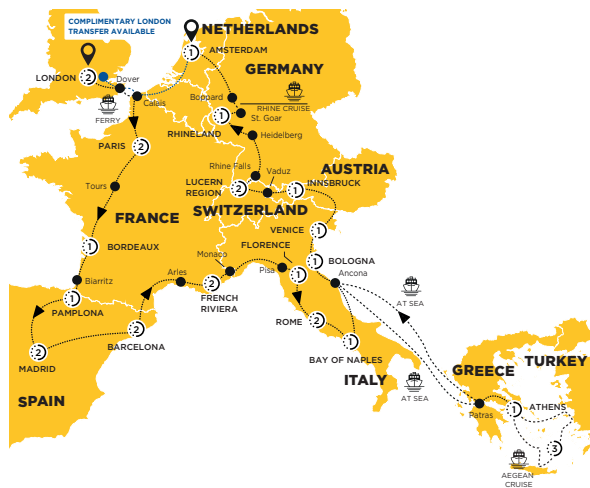 COMPLIMENTARY LONDON
TRANSFER AVAILABLE
NETHERLANDS
1
AMSTERDAM
GERMANY
LONDON
2
Dover
Calais
FERRY
Boppard
RHINE CRUISE
St. Goar
1
RHINELAND
Heidelberg
PARIS
2
Rhine Falls
Vaduz
AUSTRIA
Tours
LUCERN
REGION
2
1
INNSBRUCK
SWITZERLAND
FRANCE
VENICE
1
BORDEAUX
1
FLORENCE
Monaco
BOLOGNA
1
Pisa
1
Ancona
Arles
Biarritz
2
FRENCH
RIVIERA
AT SEA
1
PAMPLONA
ROME
2
BARCELONA
2
1
BAY OF NAPLES
2
MADRID
GREECE
TURKEY
ITALY
AT SEA
SPAIN
Patras
1
ATHENS
3
AEGEAN
CRUISE